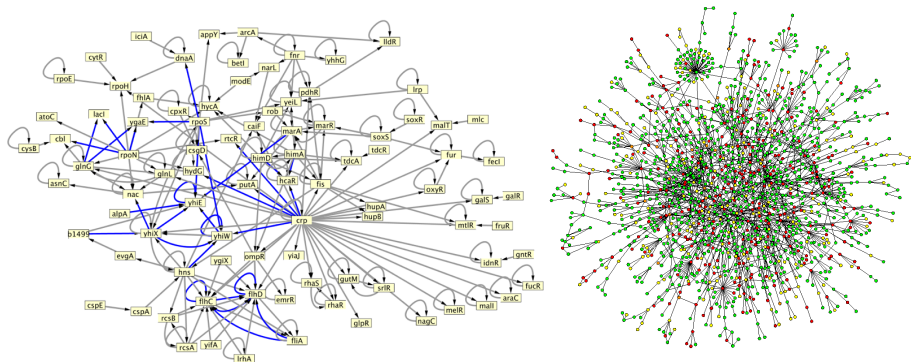 iciA
appY
arcA
cytR
dnaA
fnr
lldR
betI
yhhG
narL
rpoE
rpoH
modE
pdhR
lrp
fhlA
hycA
yeiL
atoC
lacI
cpxR
rob
soxR
mlc
ygaE
rpoS
caiF
marA
marR
malT
cysB
cbl
rtcR
soxS
rpoN
csgD
himD
himA
tdcR
fur
glnG
tdcA
fecI
glnL
hydG
hcaR
asnC
nac
putA
fis
oxyR
yhiE
hupA
galS
galR
alpA
crp
hupB
b1499
yhiX
yhiW
mtlR
fruR
evgA
ygiX
ompR
yiaJ
idnR
gntR
hns
rhaS
gutM
srlR
fucR
flhC
flhD
emrR
rhaR
araC
cspE
cspA
rcsB
glpR
nagC
melR
malI
rcsA
yifA
lrhA
fliA